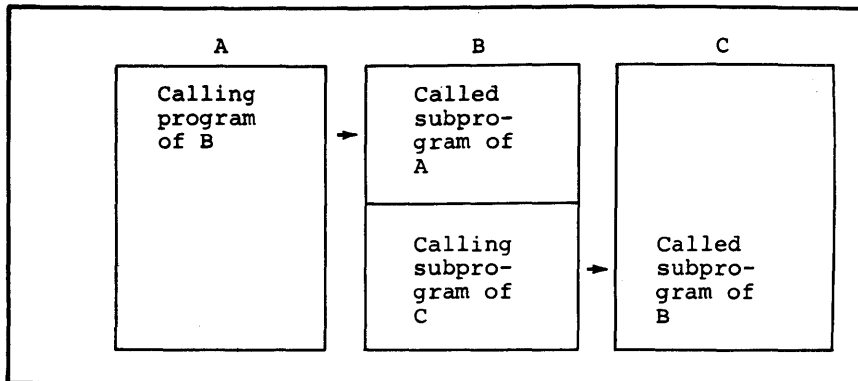 A
B
C
Calling
program
of B
Called
subpro-
gram of
A
Calling
subpro-
gram of
C
Called
subpro-
gram of
B